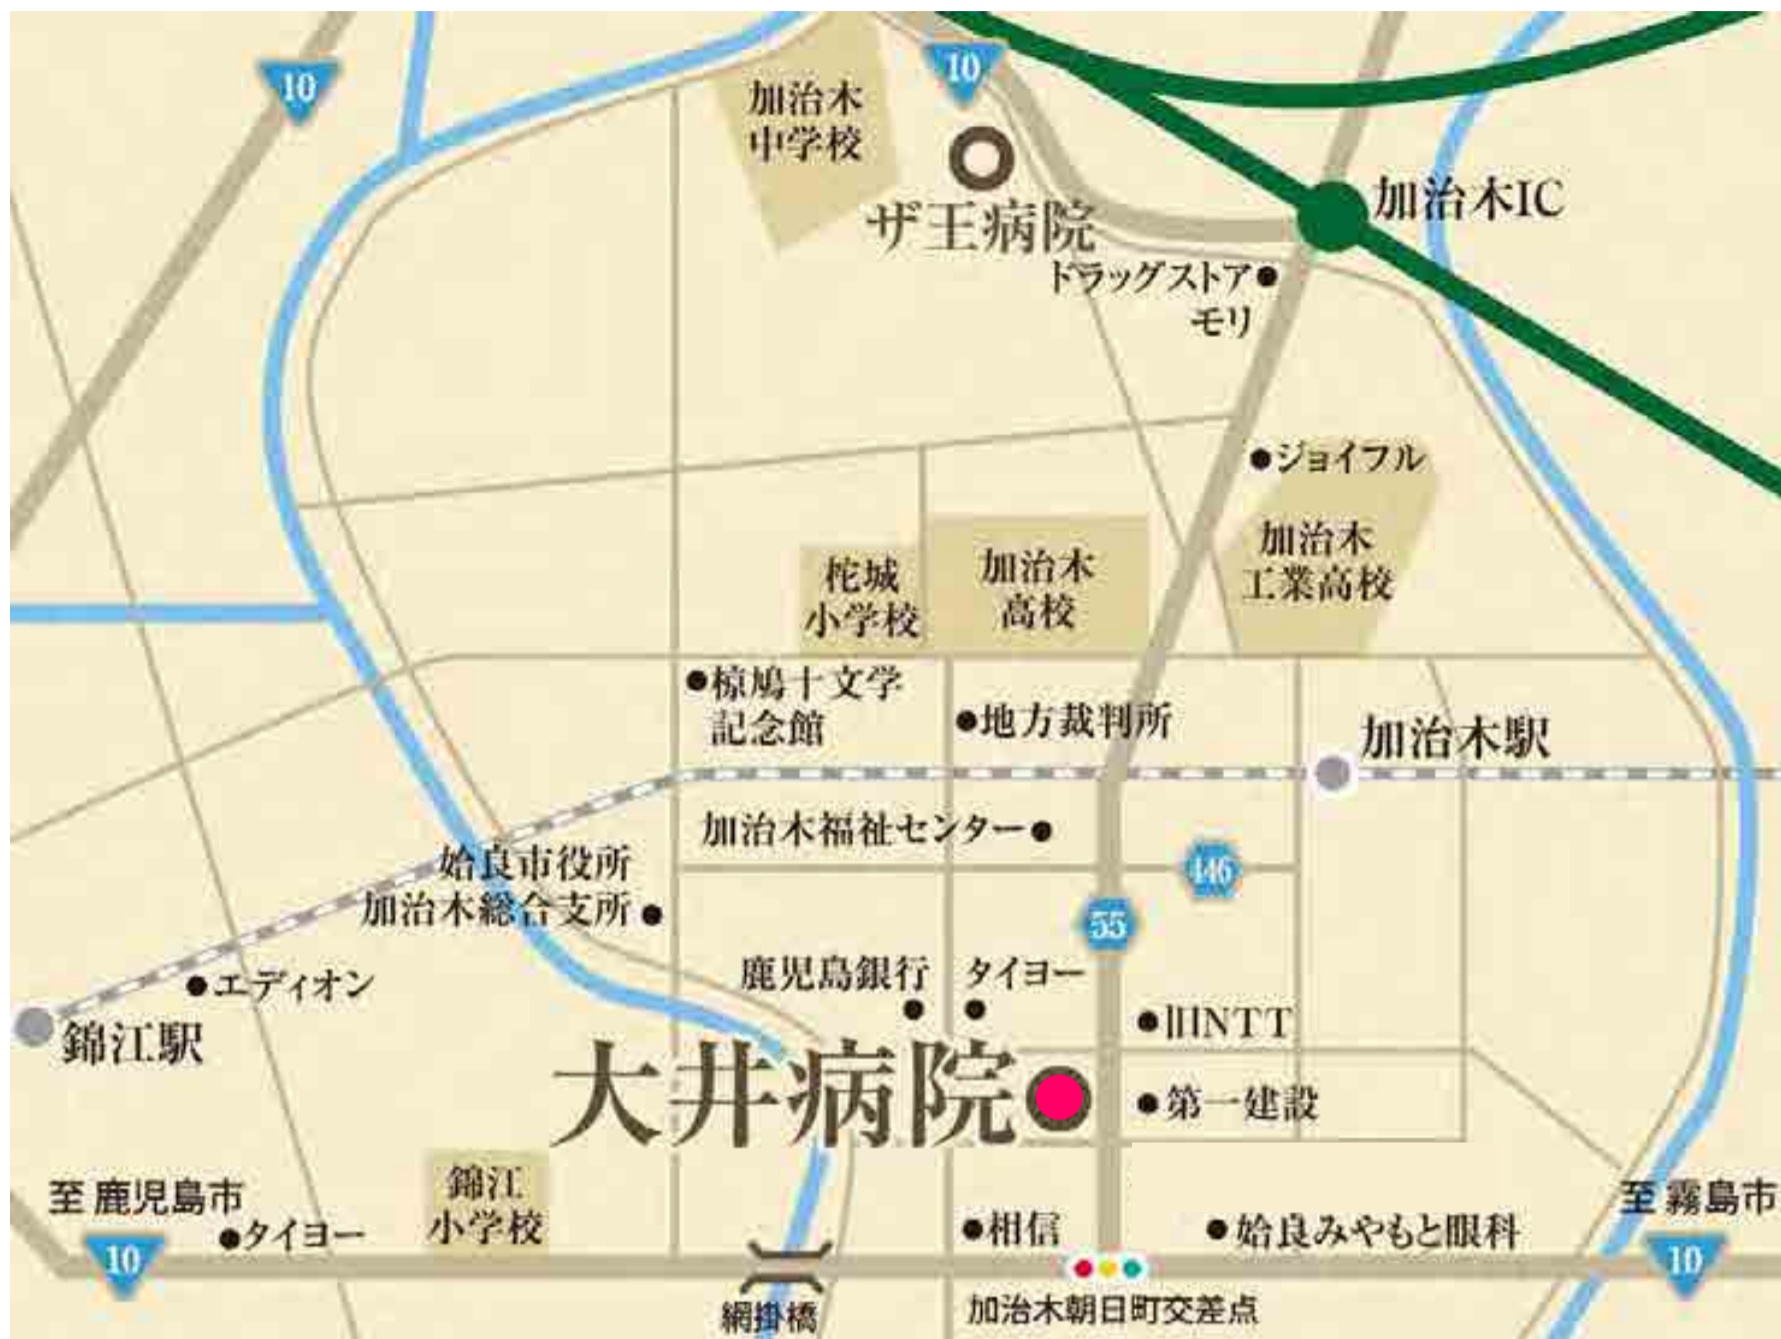 10
10
加治木
中学校
ザ王病院
加治木IC
ドラッグストア
モリ
ジョイフル
加治木
工業高校
柁城
小学校
加治木
高校
椋鳩十文学
記念館
地方裁判所
加治木駅
加治木福祉センター
446
姶良市役所
加治木総合支所
55
エディオン
鹿児島銀行
タイヨー
旧NTT
錦江駅
大井病院
第一建設
至 鹿児島市
錦江
小学校
至 霧島市
タイヨー
相信
姶良みやもと眼科
10
10
網掛橋
加治木朝日町交差点